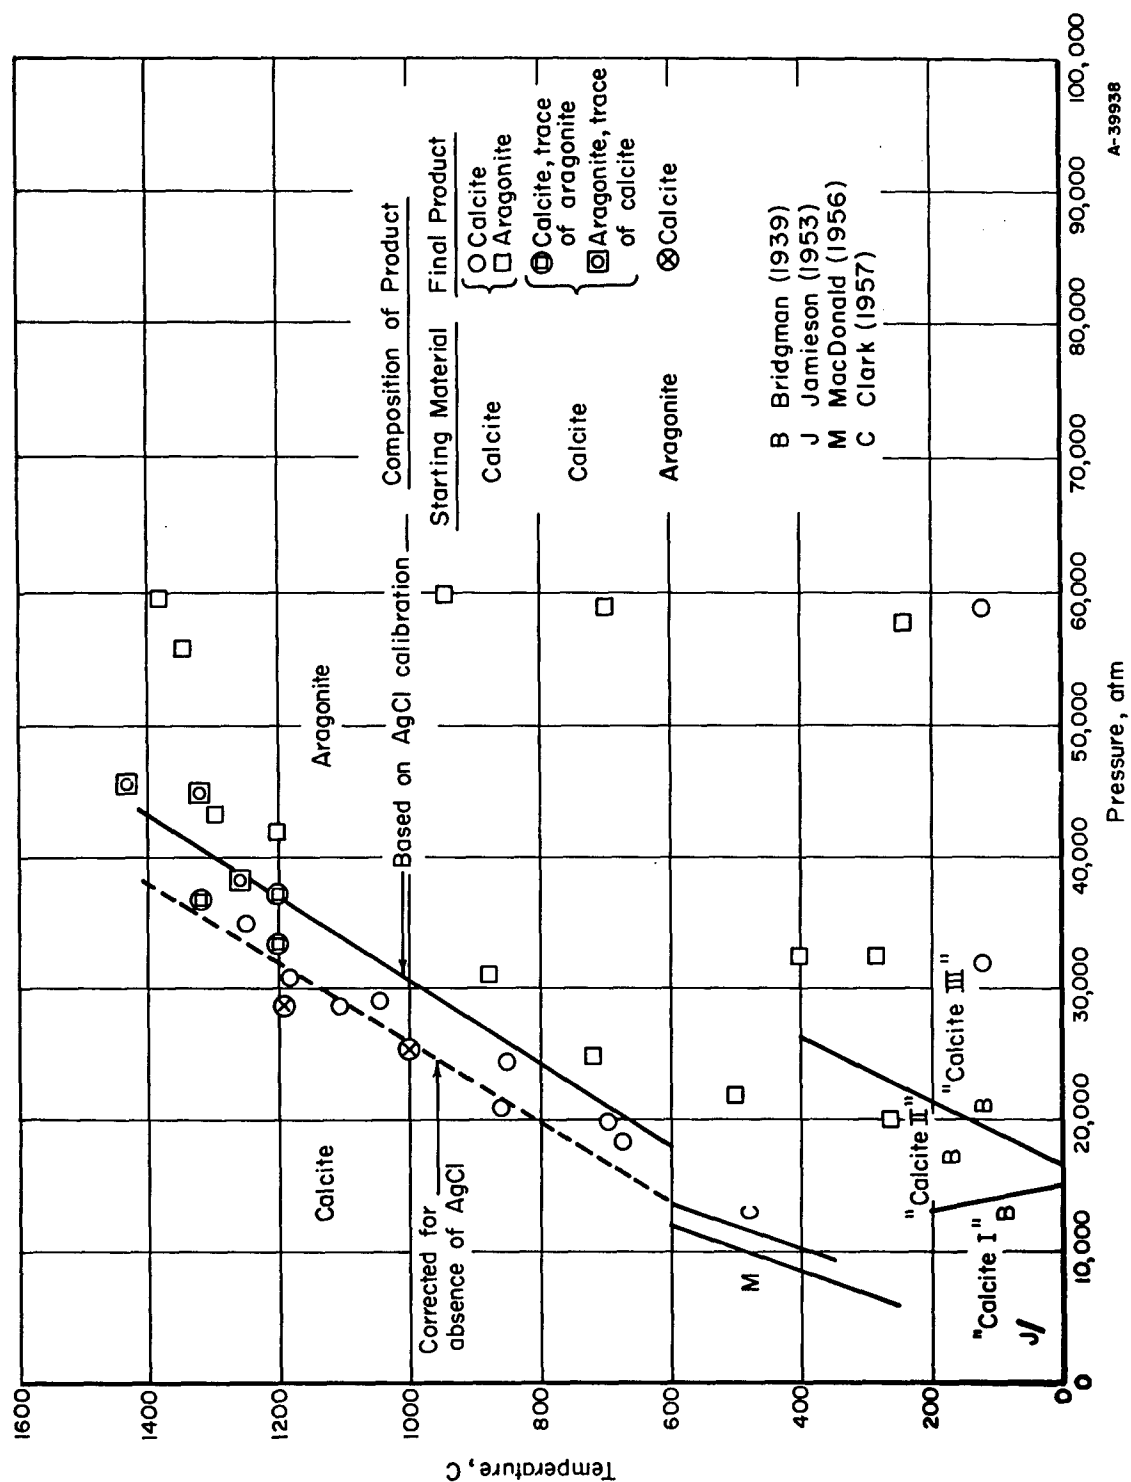 1600
1400
1200
1000
800
600
400
200
0
Temperature, C
0
10,000
20,000
30,000
40,000
50,000
60,000
70,000
80,000
90,000
100,000
Pressure, atm
Calcite
Aragonite
Corrected for
absence of AgCl
Based on AgCl calibration
M
C
"Calcite I"
"Calcite II"
"Calcite III"
B
B
B
J
Composition of Product
Starting Material Final Product
Calcite Calcite
Aragonite
Calcite Calcite, trace
of aragonite
Aragonite, trace
of calcite
Aragonite Calcite
B Bridgman (1939)
J Jamieson (1953)
M MacDonald (1956)
C Clark (1957)
A-39938